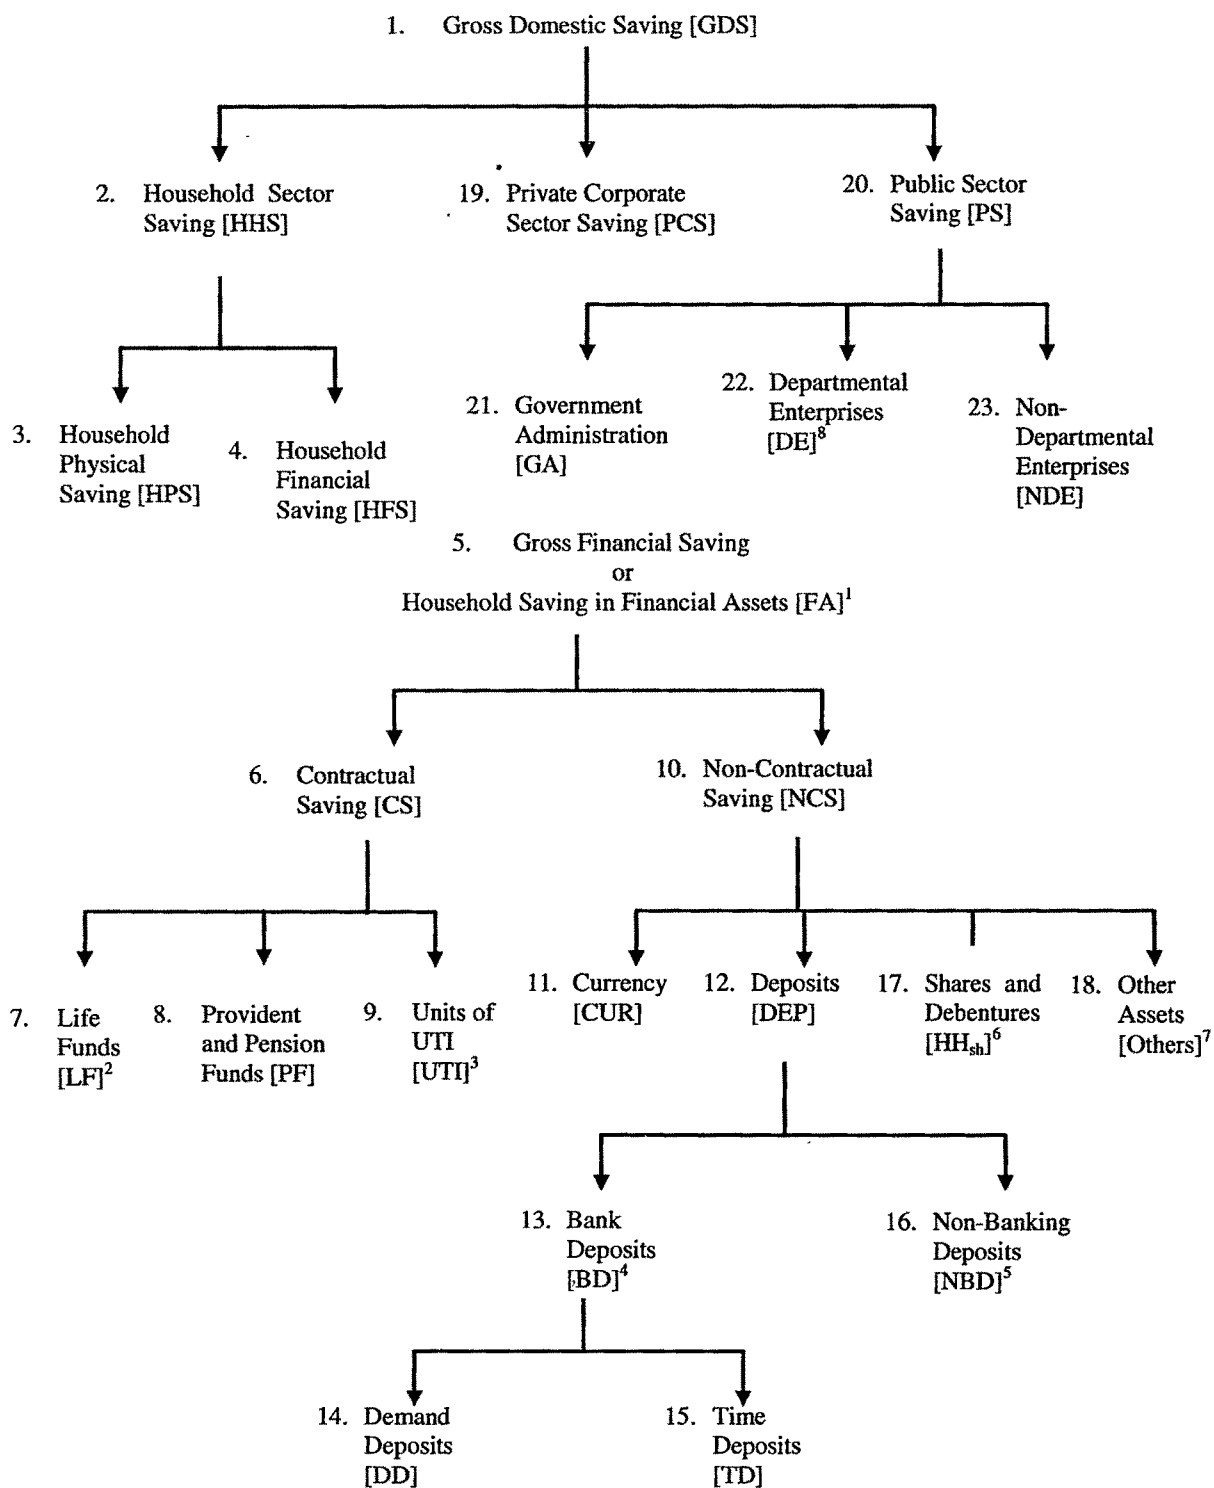 1. Gross Domestic Saving [GDS]
2. Household Sector
Saving [HHS]
19. Private Corporate
Sector Saving [PCS]
20. Public Sector
Saving [PS]
3. Household
Physical
Saving [HPS]
4. Household
Financial
Saving [HFS]
21. Government
Administration
[GA]
22. Departmental
Enterprises
[DE]8
23. Non-
Departmental
Enterprises
[NDE]
5. Gross Financial Saving
or
Household Saving in Financial Assets [FA]1
6. Contractual
Saving [CS]
10. Non-Contractual
Saving [NCS]
7. Life
Funds
[LF]2
8. Provident
and Pension
Funds [PF]
9. Units of
UTI
[UTI]3
11. Currency
[CUR]
12. Deposits
[DEP]
17. Shares and
Debentures
[HHsh]6
18. Other
Assets
[Others]7
13. Bank
Deposits
[BD]4
16. Non-Banking
Deposits
[NBD]5
14. Demand
Deposits
[DD]
15. Time
Deposits
[TD]